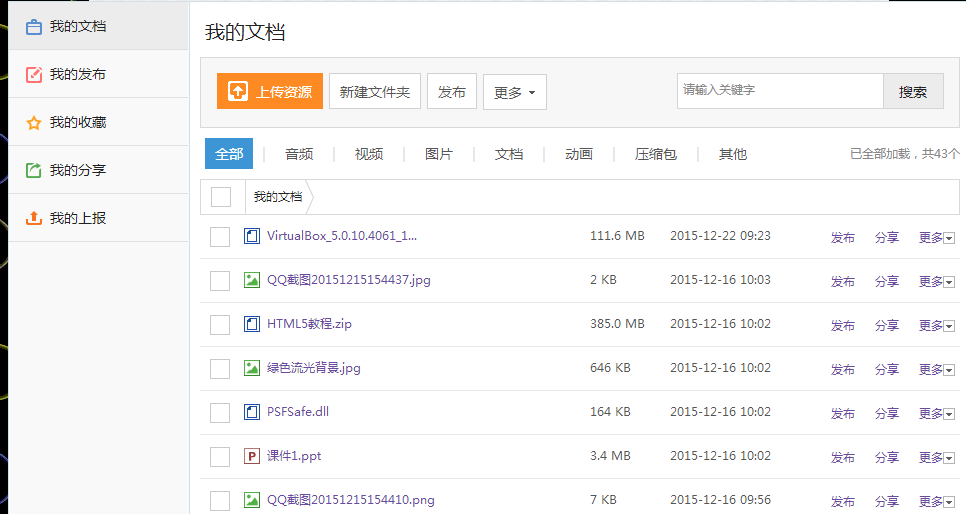 我的文档
我的发布
我的收藏
我的分享
我的上报
我的文档
上传资源 新建文件夹 发布 更多 请输入关键字 搜索
全部 音频 视频 图片 文档 动画 压缩包 其他 已全部加载，共43个
我的文档
VirtualBox_5.0.10.4061_1... 111.6 MB 2015-12-22 09:23 发布 分享 更多
QQ截图20151215154437.jpg 2 KB 2015-12-16 10:03 发布 分享 更多
HTML5教程.zip 385.0 MB 2015-12-16 10:02 发布 分享 更多
绿色流光背景.jpg 646 KB 2015-12-16 10:02 发布 分享 更多
PSFSafe.dll 164 KB 2015-12-16 10:02 发布 分享 更多
课件1.ppt 3.4 MB 2015-12-16 10:02 发布 分享 更多
QQ截图20151215154410.png 7 KB 2015-12-16 09:56 发布 分享 更多